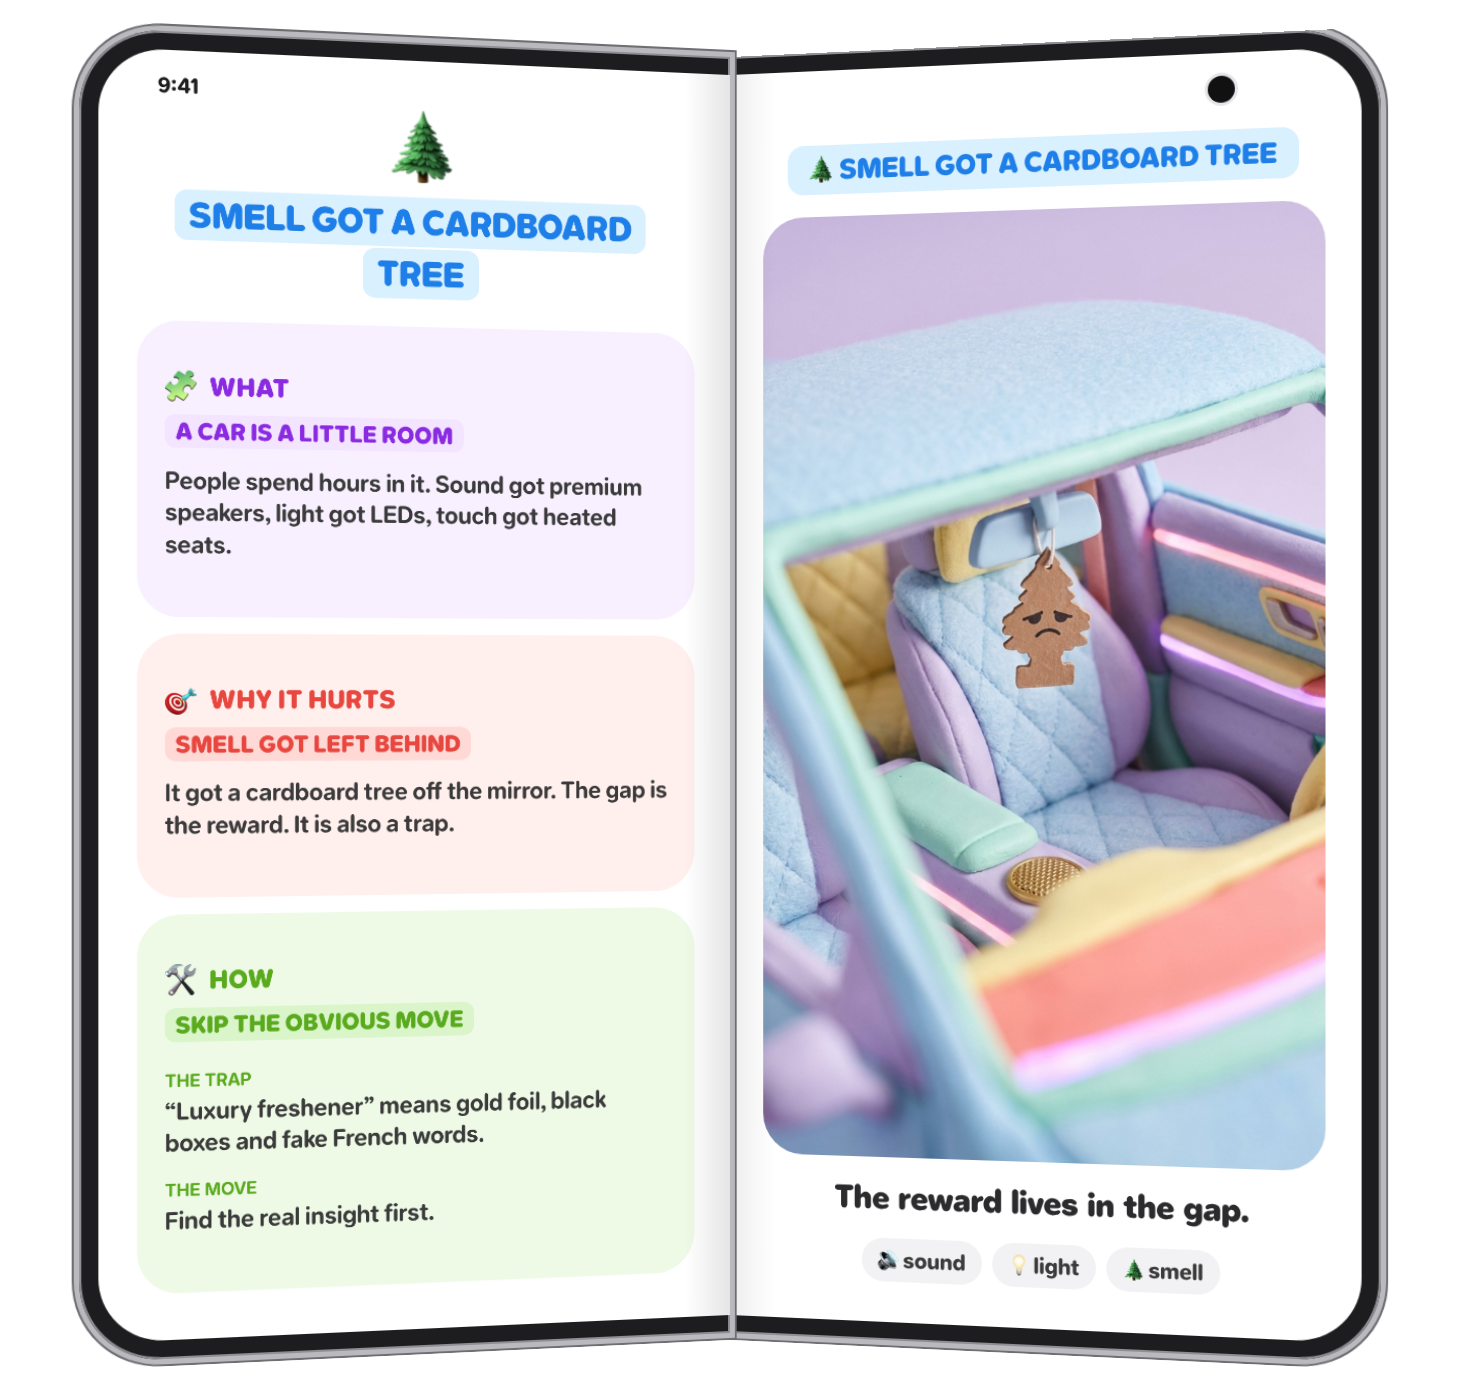 9:41
SMELL GOT A CARDBOARD
TREE
WHAT
A CAR IS A LITTLE ROOM
People spend hours in it. Sound got premium
speakers, light got LEDs, touch got heated
seats.
WHY IT HURTS
SMELL GOT LEFT BEHIND
It got a cardboard tree off the mirror. The gap is
the reward. It is also a trap.
HOW
SKIP THE OBVIOUS MOVE
THE TRAP
“Luxury freshener” means gold foil, black
boxes and fake French words.
THE MOVE
Find the real insight first.
SMELL GOT A CARDBOARD TREE
The reward lives in the gap.
sound
light
smell